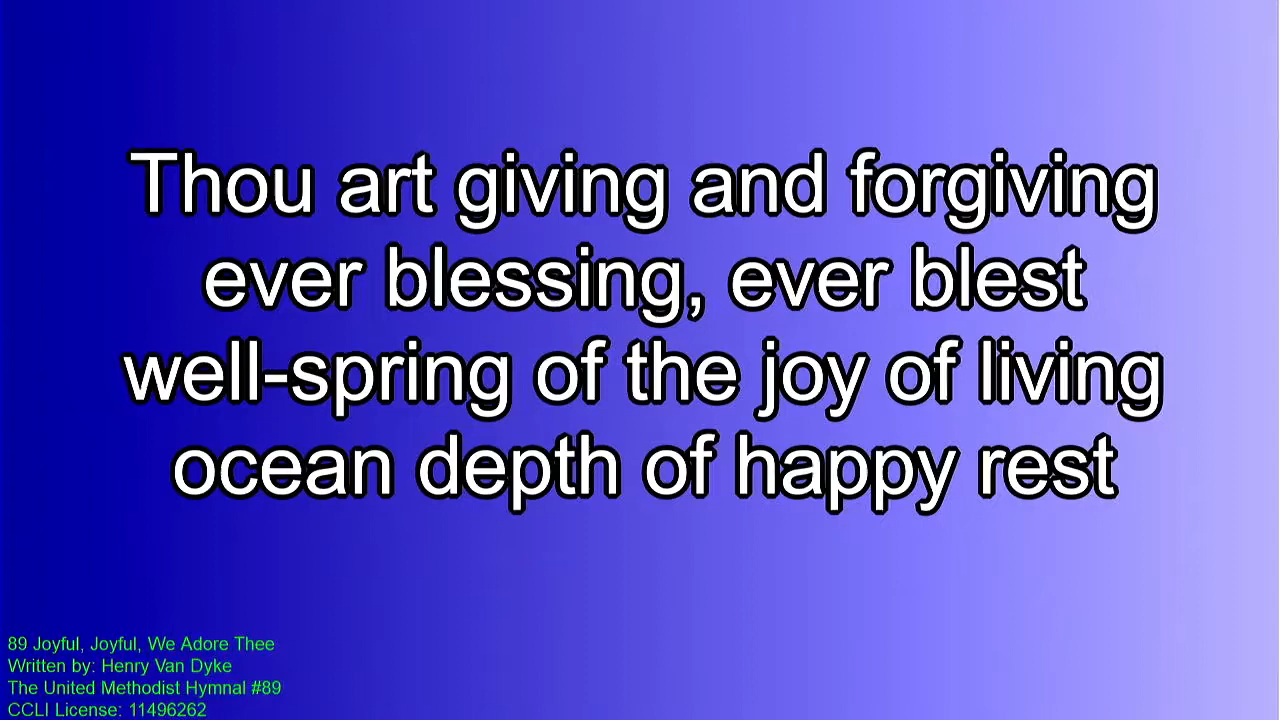 Thou art giving and forgiving
ever blessing, ever blest
well-spring of the joy of living
ocean depth of happy rest
89 Joyful, Joyful, We Adore Thee
Written by: Henry Van Dyke
The United Methodist Hymnal #89
CCLI License: 11496262